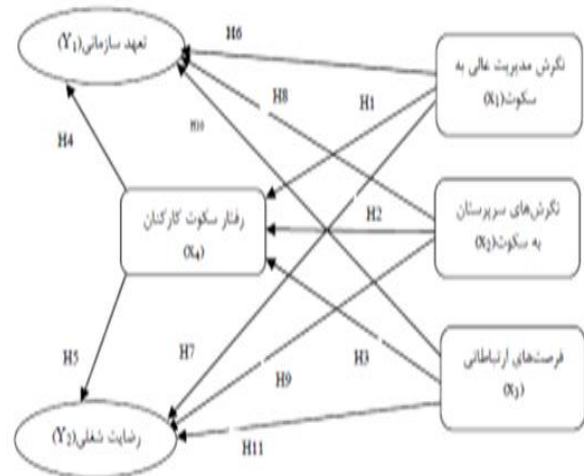 تعهد سازمانی(Y₁)
H6
نگرش مدیریت عالی به
سکوت(x₁)
H8
H1
H10
H4
رفتار سکوت کارکنان
(x₄)
H2
نگرش‌های سرپرستان
به سکوت(x₂)
H5
H7
H3
H9
فرصت‌های ارتباطاتی
(x₃)
رضایت شغلی(Y₂)
H11